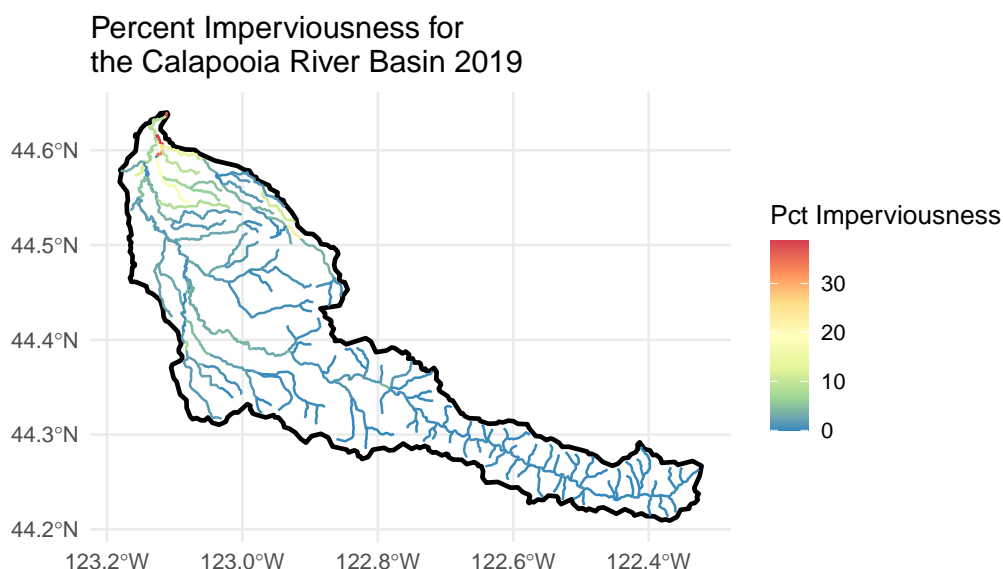 Percent Imperviousness for
the Calapooia River Basin 2019
44.6°N
44.5°N
44.4°N
44.3°N
44.2°N
123.2°W
123.0°W
122.8°W
122.6°W
122.4°W
Pct Imperviousness
30
20
10
0